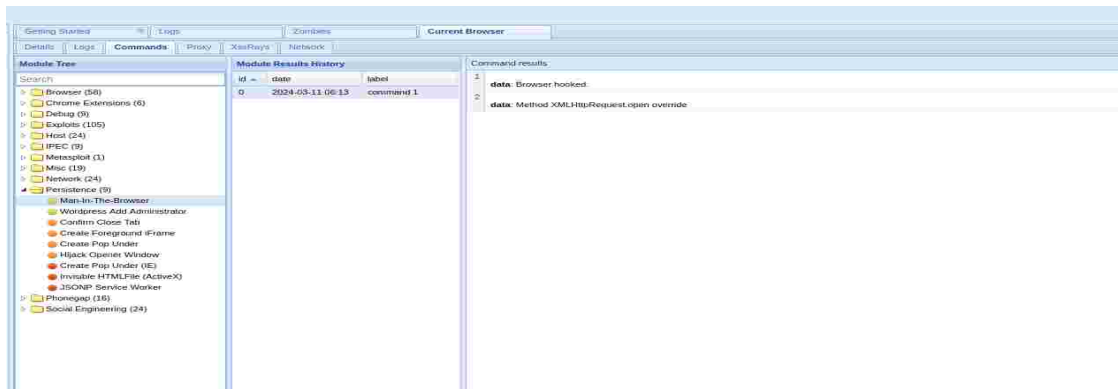 Getting Started Logs Zombies Current Browser
Details Logs Commands Proxy XssRays Network
Module Tree
Search
Browser (58)
Chrome Extensions (6)
Debug (9)
Exploits (105)
Host (24)
IPEC (9)
Metasploit (1)
Misc (19)
Network (24)
Persistence (9)
Man-In-The-Browser
Wordpress Add Administrator
Confirm Close Tab
Create Foreground iFrame
Create Pop Under
Hijack Opener Window
Create Pop Under (IE)
Invisible HTMLFile (ActiveX)
JSONP Service Worker
Phonegap (16)
Social Engineering (24)
Module Results History
id date label
0 2024-03-11 06:13 command 1
Command results
1
data: Browser hooked.
2
data: Method XMLHttpRequest.open override